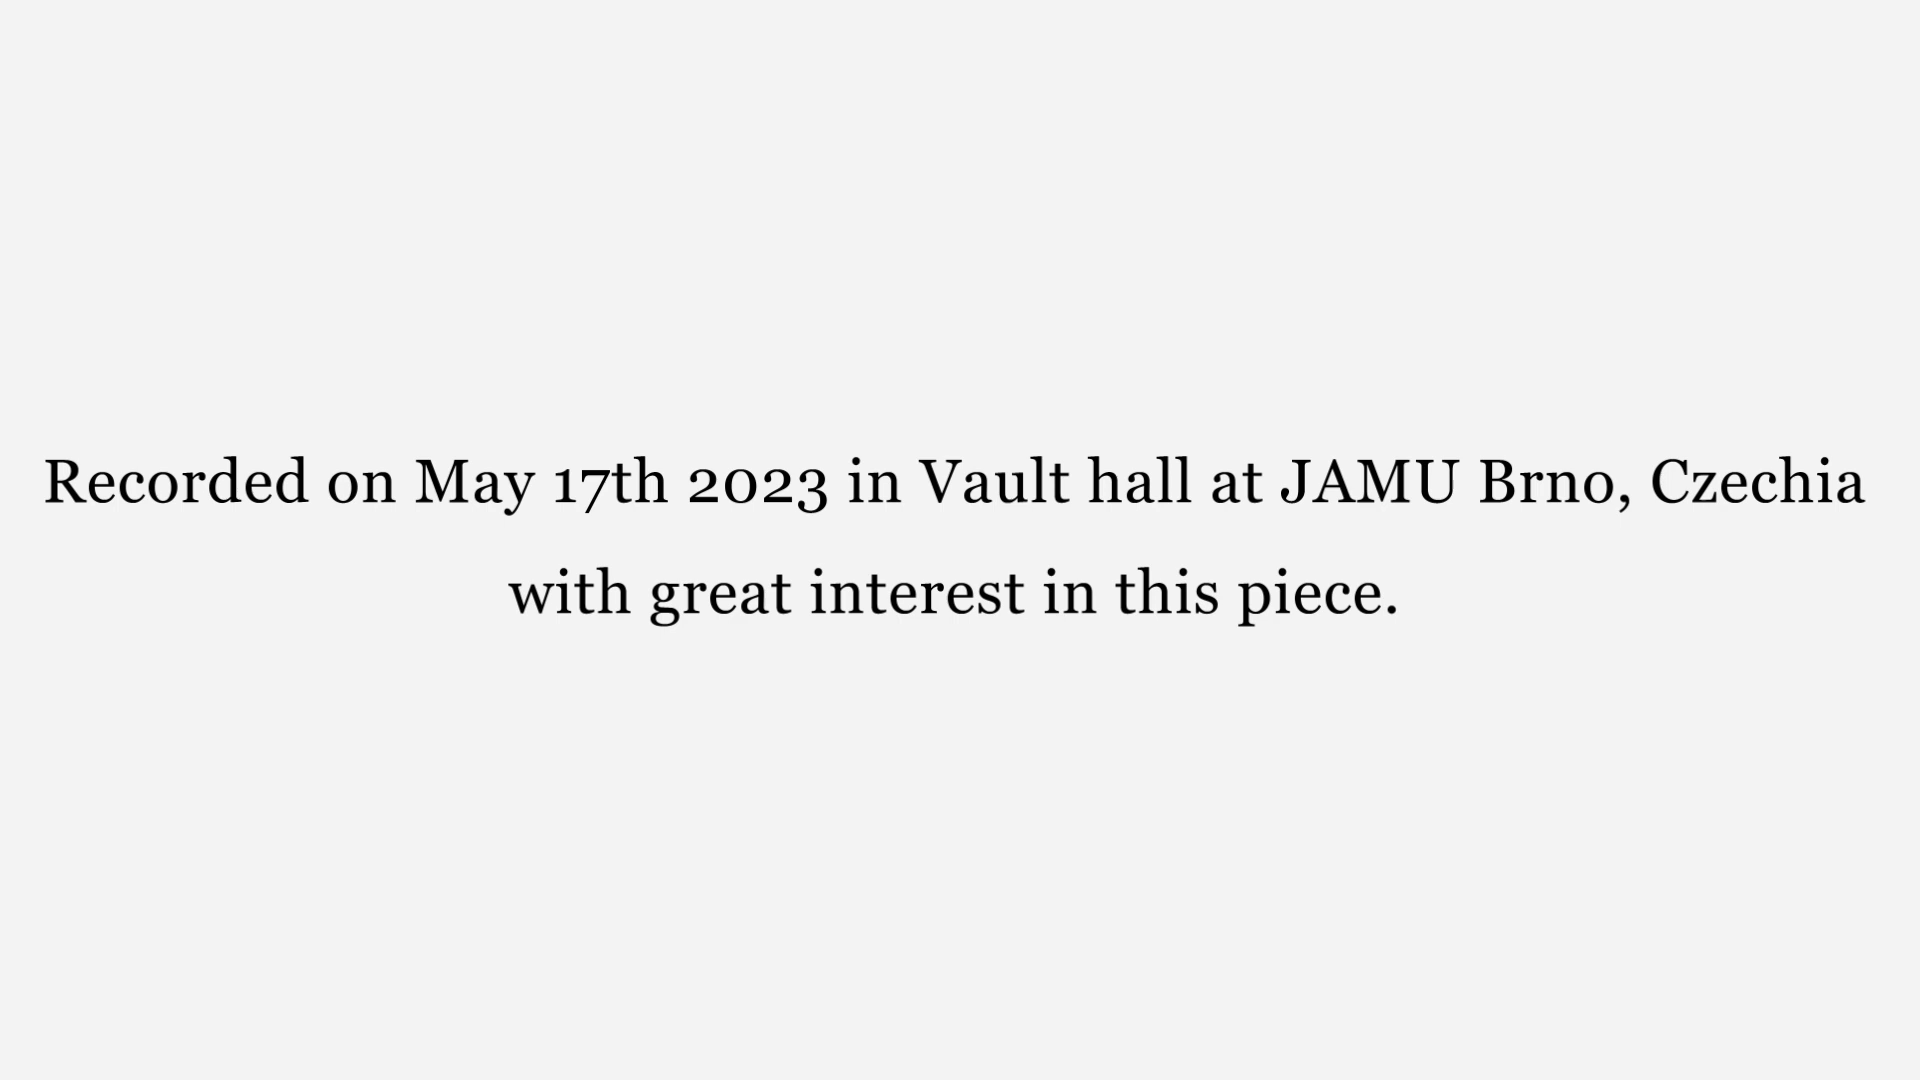 Recorded on May 17th 2023 in Vault hall at JAMU Brno, Czechia
with great interest in this piece.